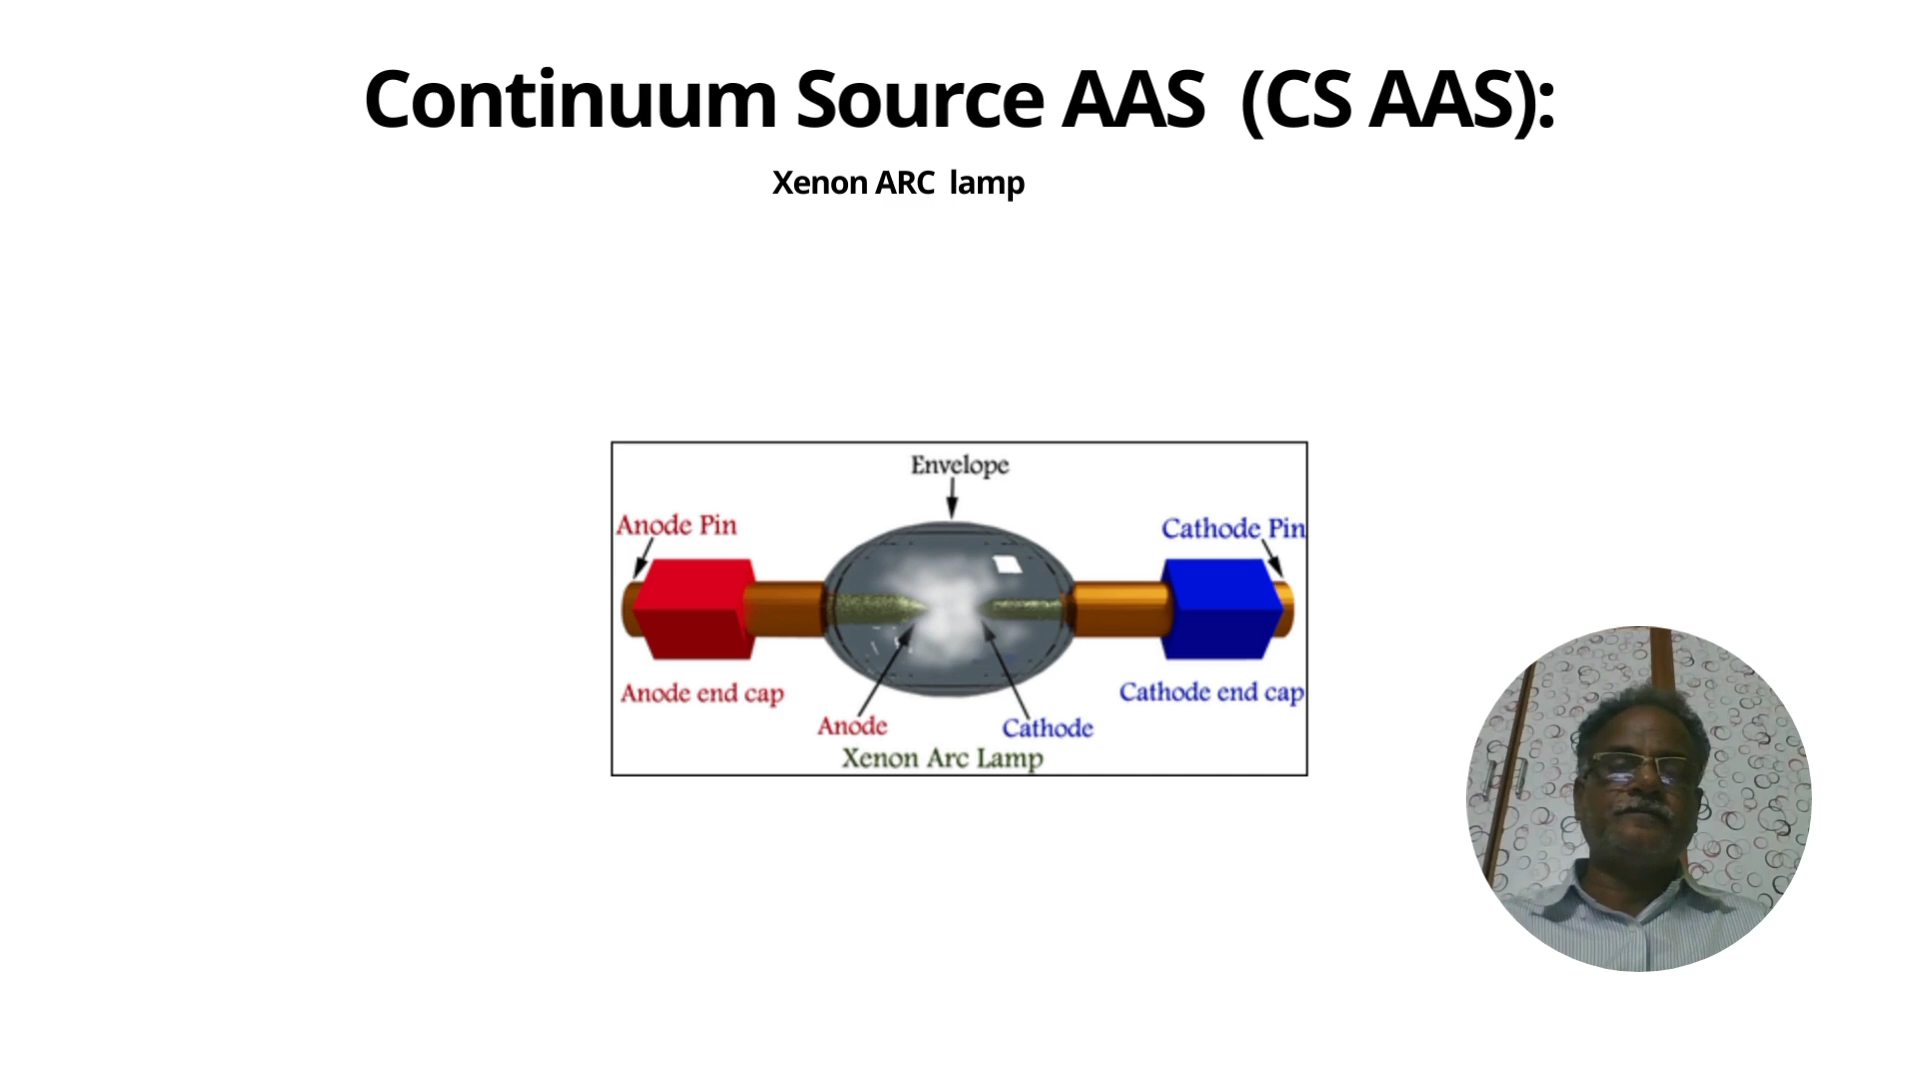 Continuum Source AAS (CS AAS):
Xenon ARC lamp
Envelope
Anode Pin
Cathode Pin
Anode end cap
Cathode end cap
Anode
Cathode
Xenon Arc Lamp